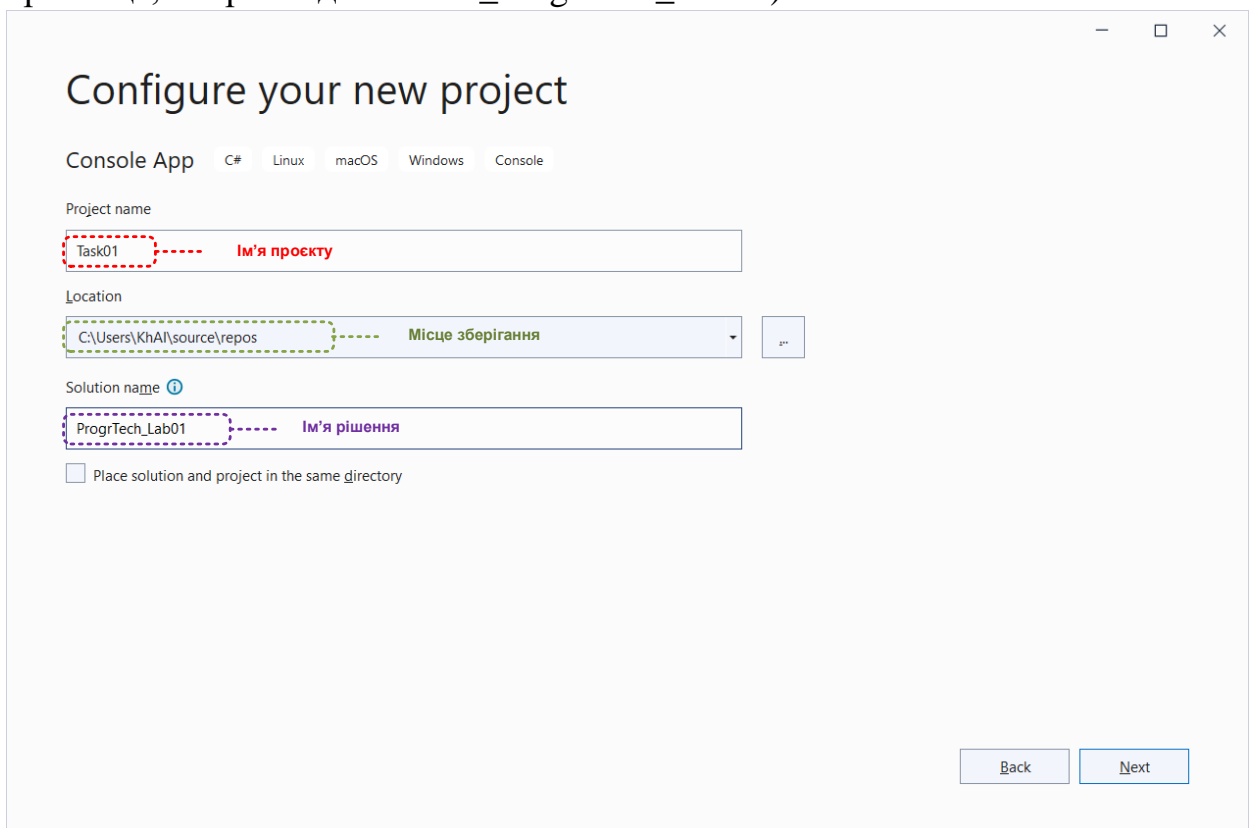 Configure your new project
Console App C# Linux macOS Windows Console
Project name
Task01 Ім’я проєкту
Location
C:\Users\KhAI\source\repos Місце зберігання ...
Solution name
ProgrTech_Lab01 Ім’я рішення
Place solution and project in the same directory
Back Next